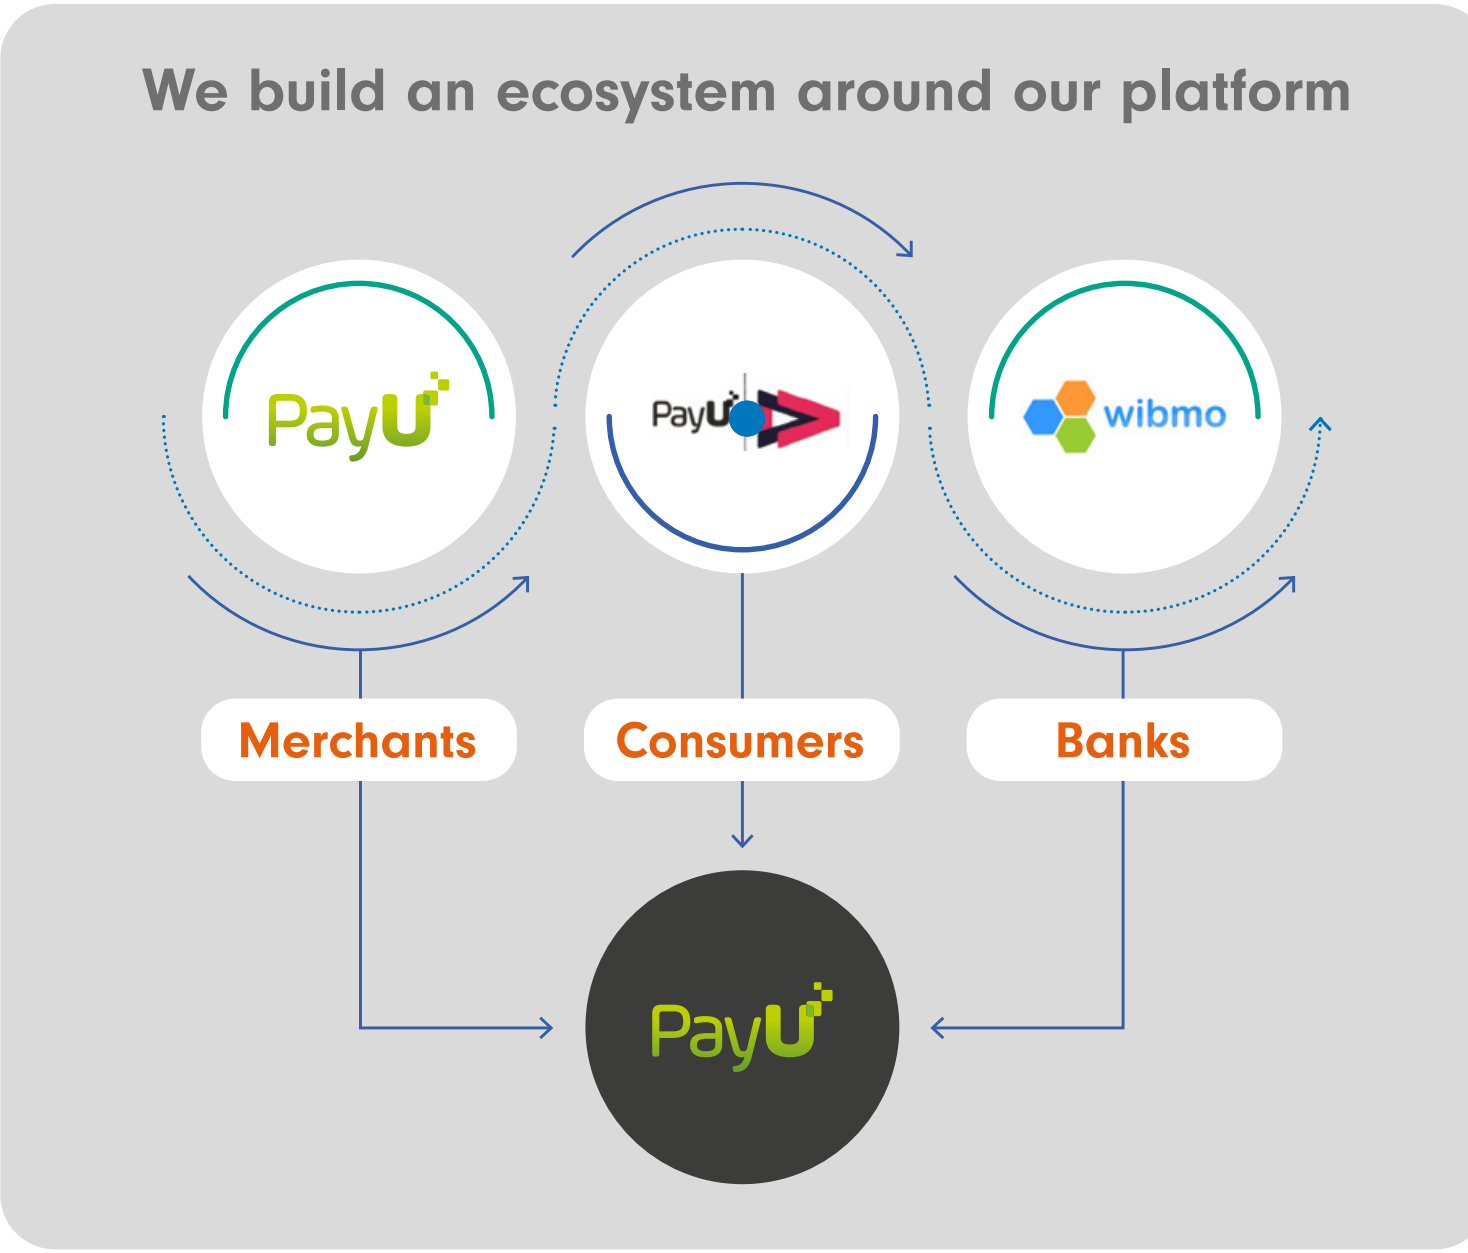 We build an ecosystem around our platform
PayU
PayU
wibmo
Merchants
Consumers
Banks
PayU